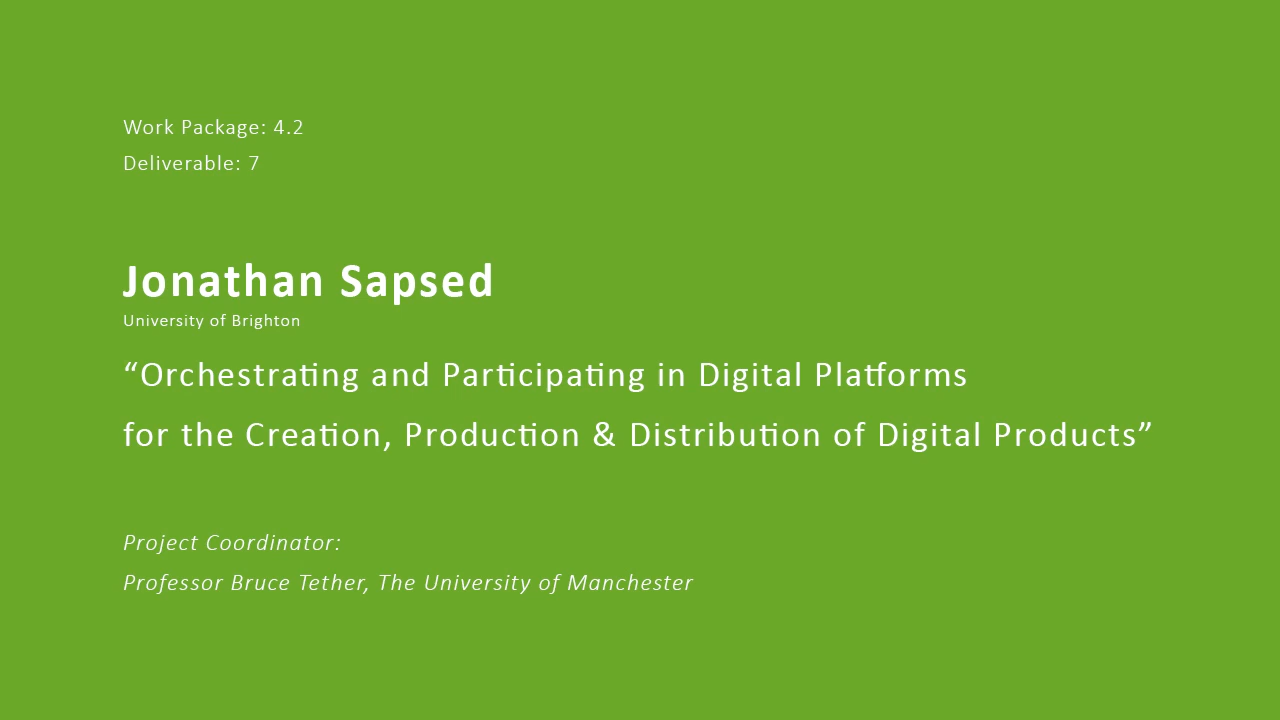 Work Package: 4.2
Deliverable: 7
Jonathan Sapsed
University of Brighton
“Orchestrating and Participating in Digital Platforms
for the Creation, Production & Distribution of Digital Products”
Project Coordinator:
Professor Bruce Tether, The University of Manchester